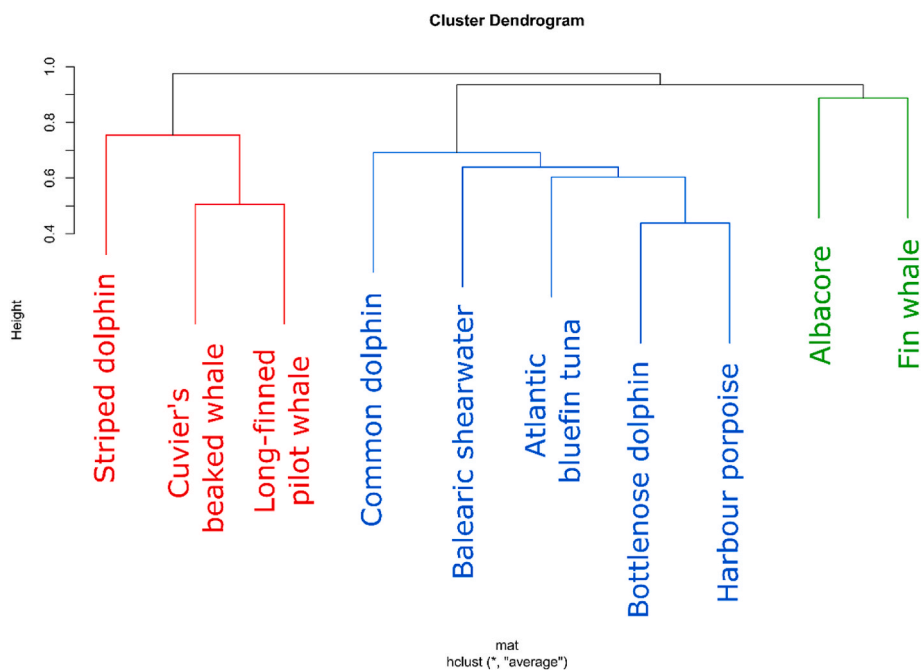 Cluster Dendrogram
Height
1.0
0.8
0.6
0.4
Striped dolphin
Cuvier's
beaked whale
Long-finned
pilot whale
Common dolphin
Balearic shearwater
Atlantic
bluefin tuna
Bottlenose dolphin
Harbour porpoise
Albacore
Fin whale
mat
hclust (*, "average")